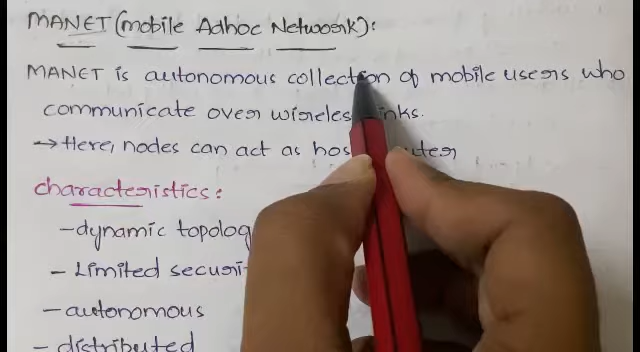 MANET (mobile Adhoc Network):
MANET is autonomous collection of mobile users who
communicate over wireless links.
→ Here, nodes can act as host
characteristics:
- dynamic
- Limited
- autonomous
- distributed